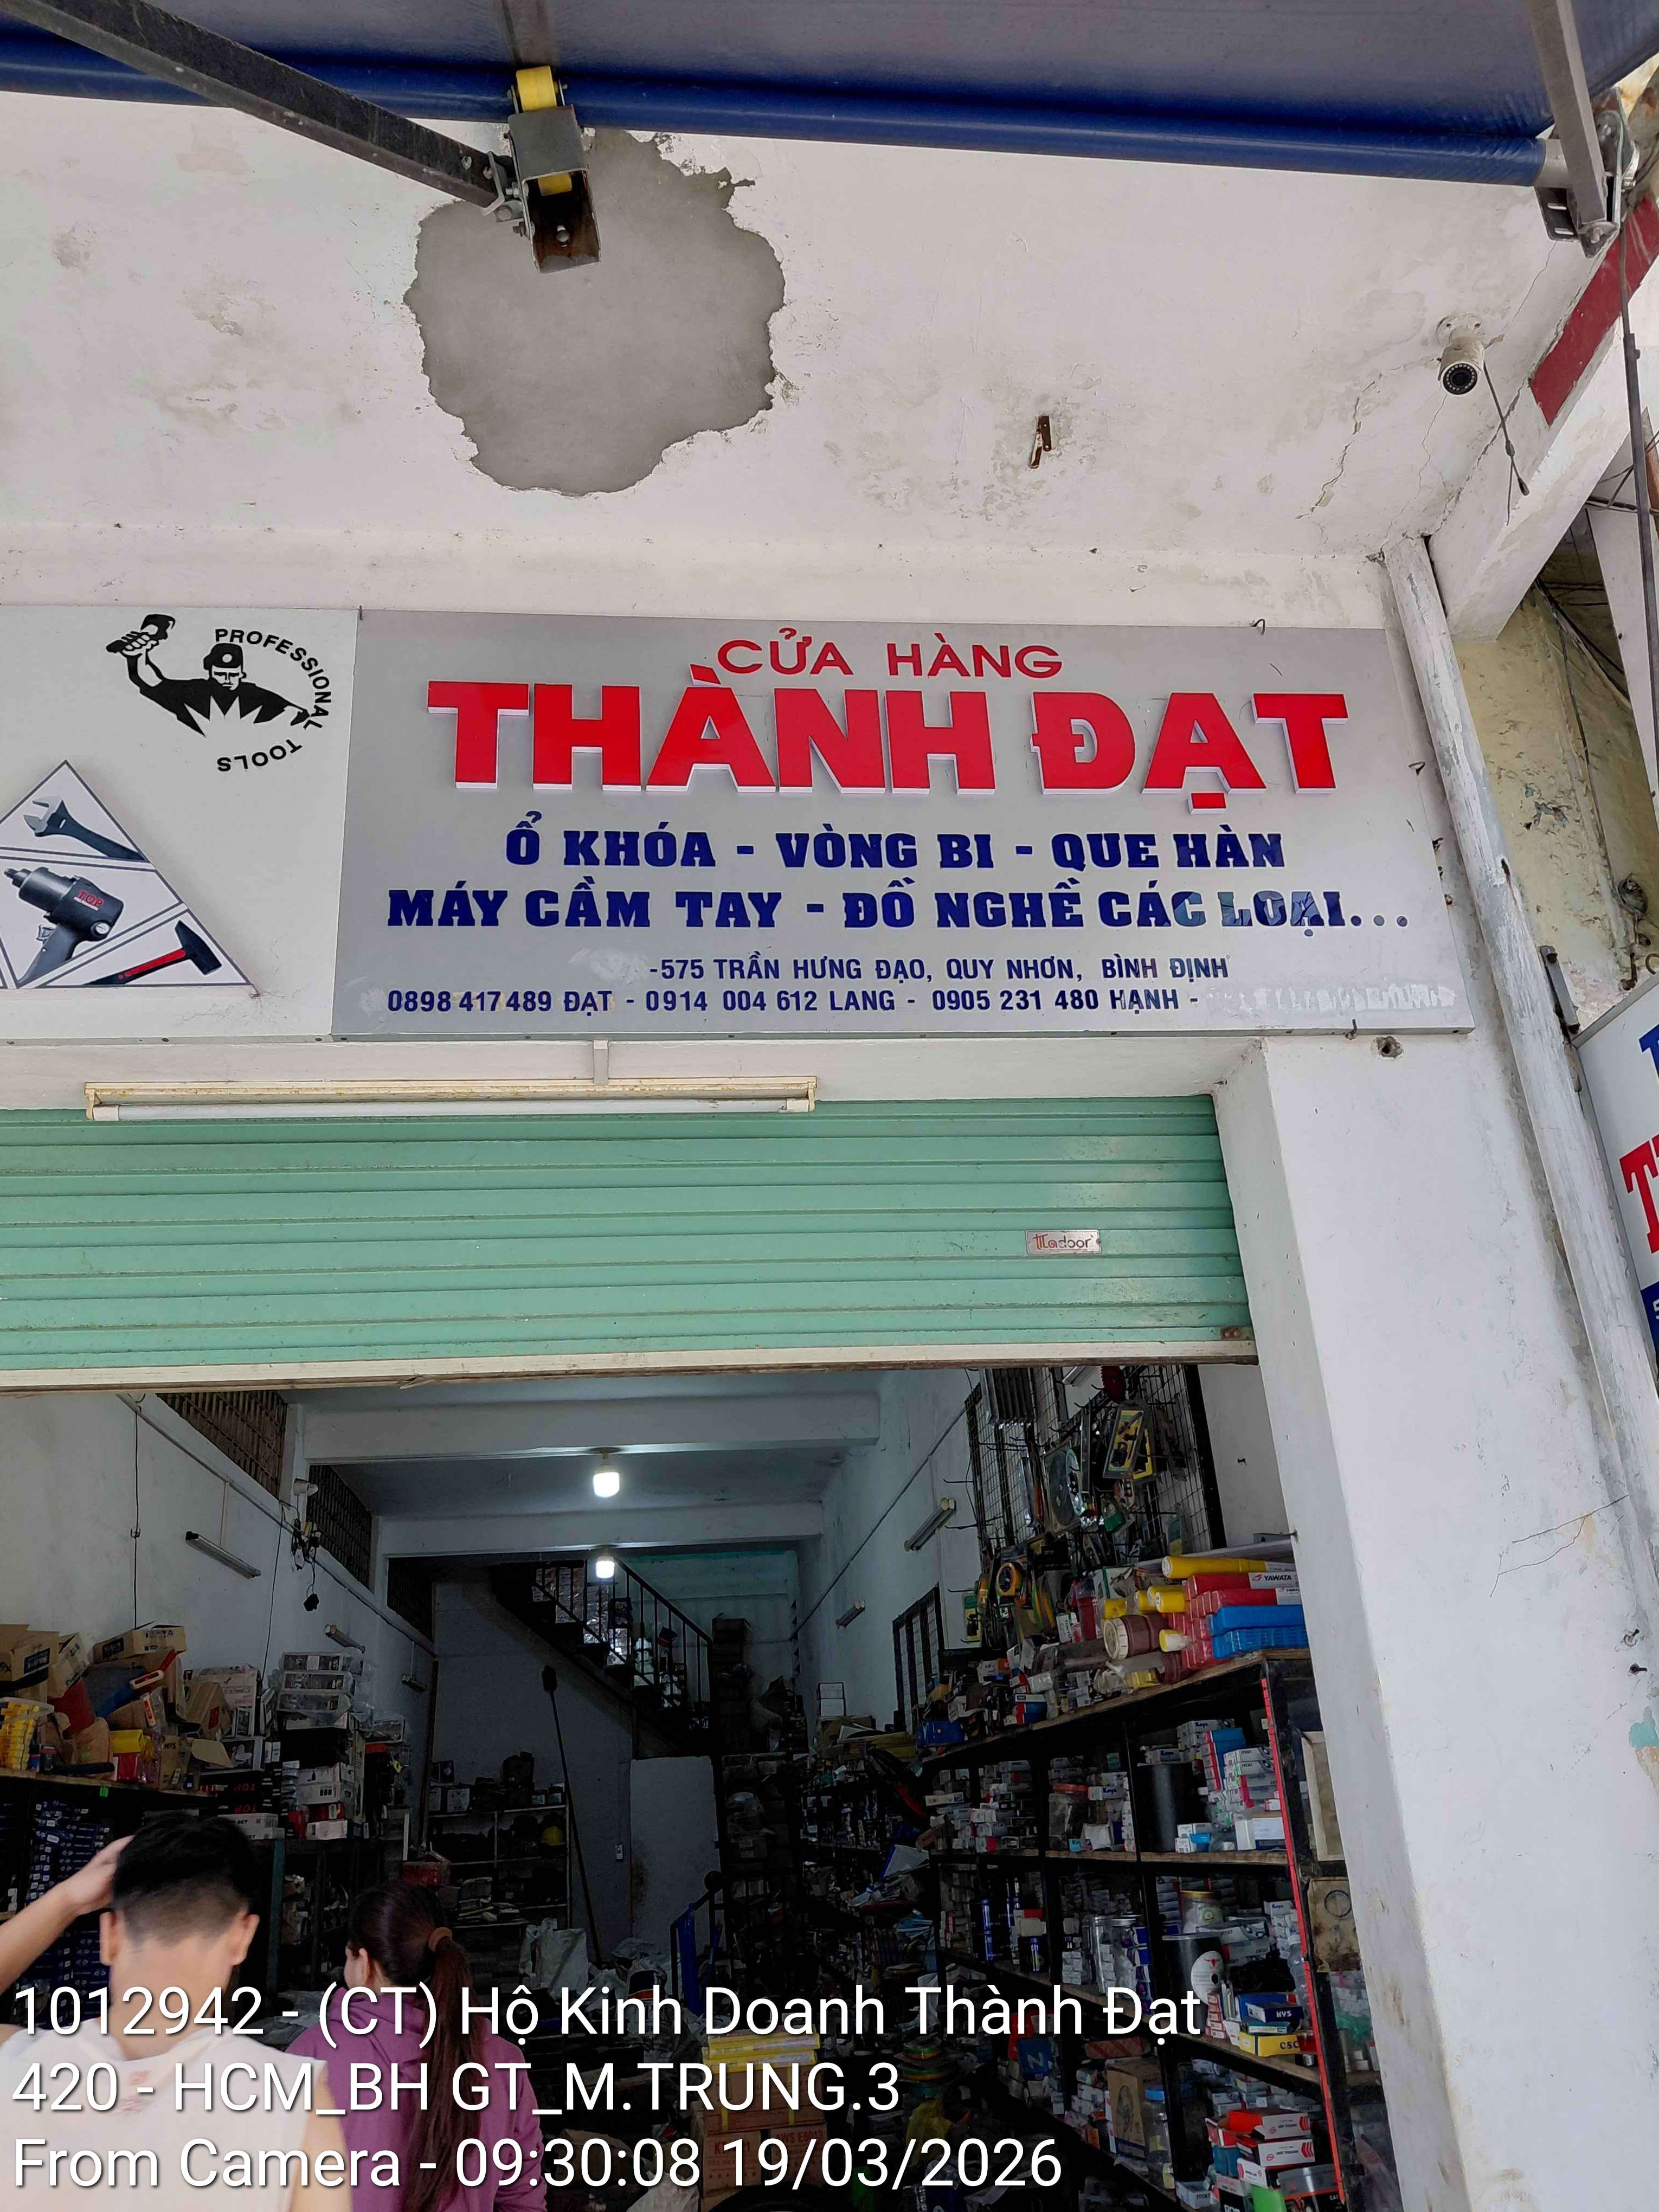 PROFESSIONAL TOOLS
TOP
CỬA HÀNG
THÀNH ĐẠT
Ổ KHÓA - VÒNG BI - QUE HÀN
MÁY CẦM TAY - ĐỒ NGHỀ CÁC LOẠI...
-575 TRẦN HƯNG ĐẠO, QUY NHƠN, BÌNH ĐỊNH
0898 417 489 ĐẠT - 0914 004 612 LANG - 0905 231 480 HẠNH -
YAWATA
1012942 - (CT) Hộ Kinh Doanh Thành Đạt
420 - HCM_BH GT_M.TRUNG.3
From Camera - 09:30:08 19/03/2026